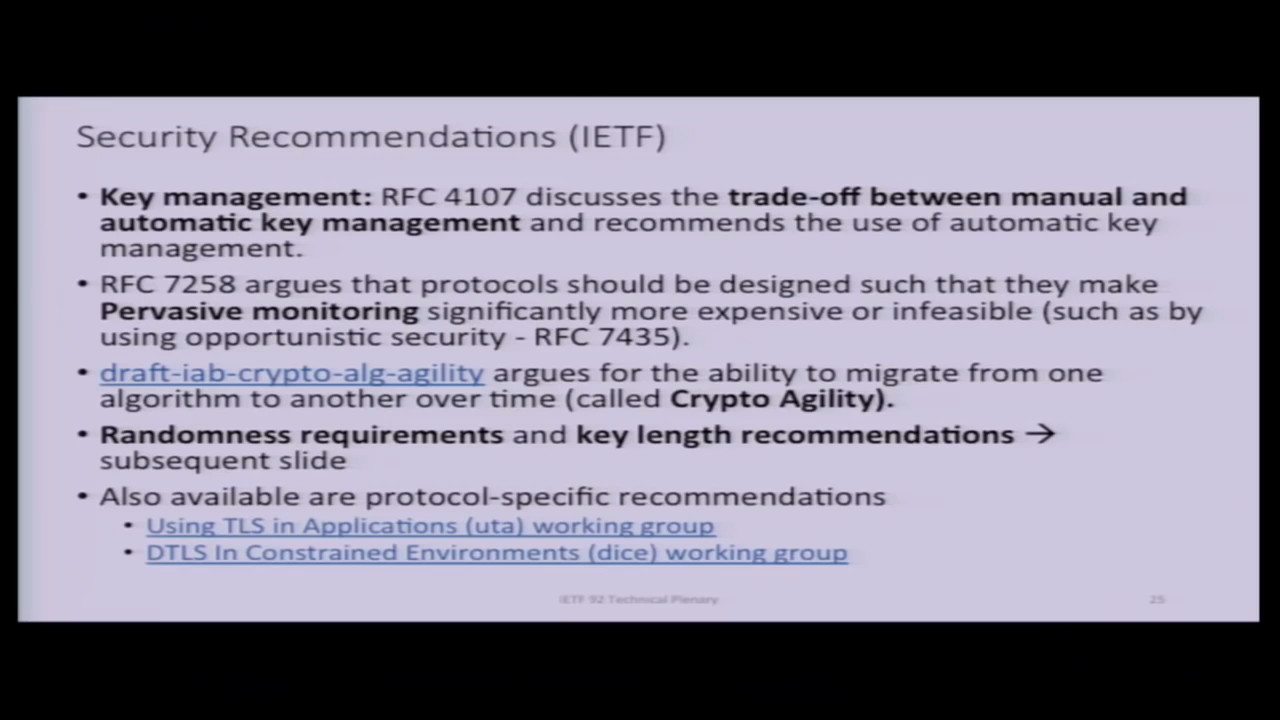 Security Recommendations (IETF)
• Key management: RFC 4107 discusses the trade-off between manual and
automatic key management and recommends the use of automatic key
management.
• RFC 7258 argues that protocols should be designed such that they make
Pervasive monitoring significantly more expensive or infeasible (such as by
using opportunistic security - RFC 7435).
• draft-iab-crypto-alg-agility argues for the ability to migrate from one
algorithm to another over time (called Crypto Agility).
• Randomness requirements and key length recommendations →
subsequent slide
• Also available are protocol-specific recommendations
• Using TLS in Applications (uta) working group
• DTLS In Constrained Environments (dice) working group
IETF 92 Technical Plenary
25